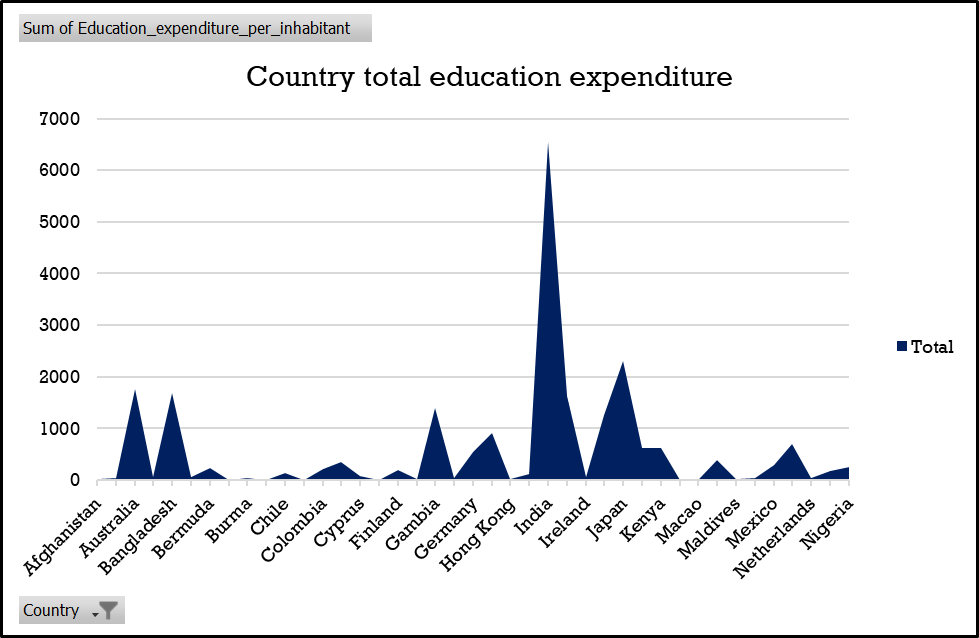 Sum of Education_expenditure_per_inhabitant
Country total education expenditure
7000
6000
5000
4000
3000
2000
1000
0
Total
Afghanistan
Australia
Bangladesh
Bermuda
Burma
Chile
Colombia
Cyprus
Finland
Gambia
Germany
Hong Kong
India
Ireland
Japan
Kenya
Macao
Maldives
Mexico
Netherlands
Nigeria
Country